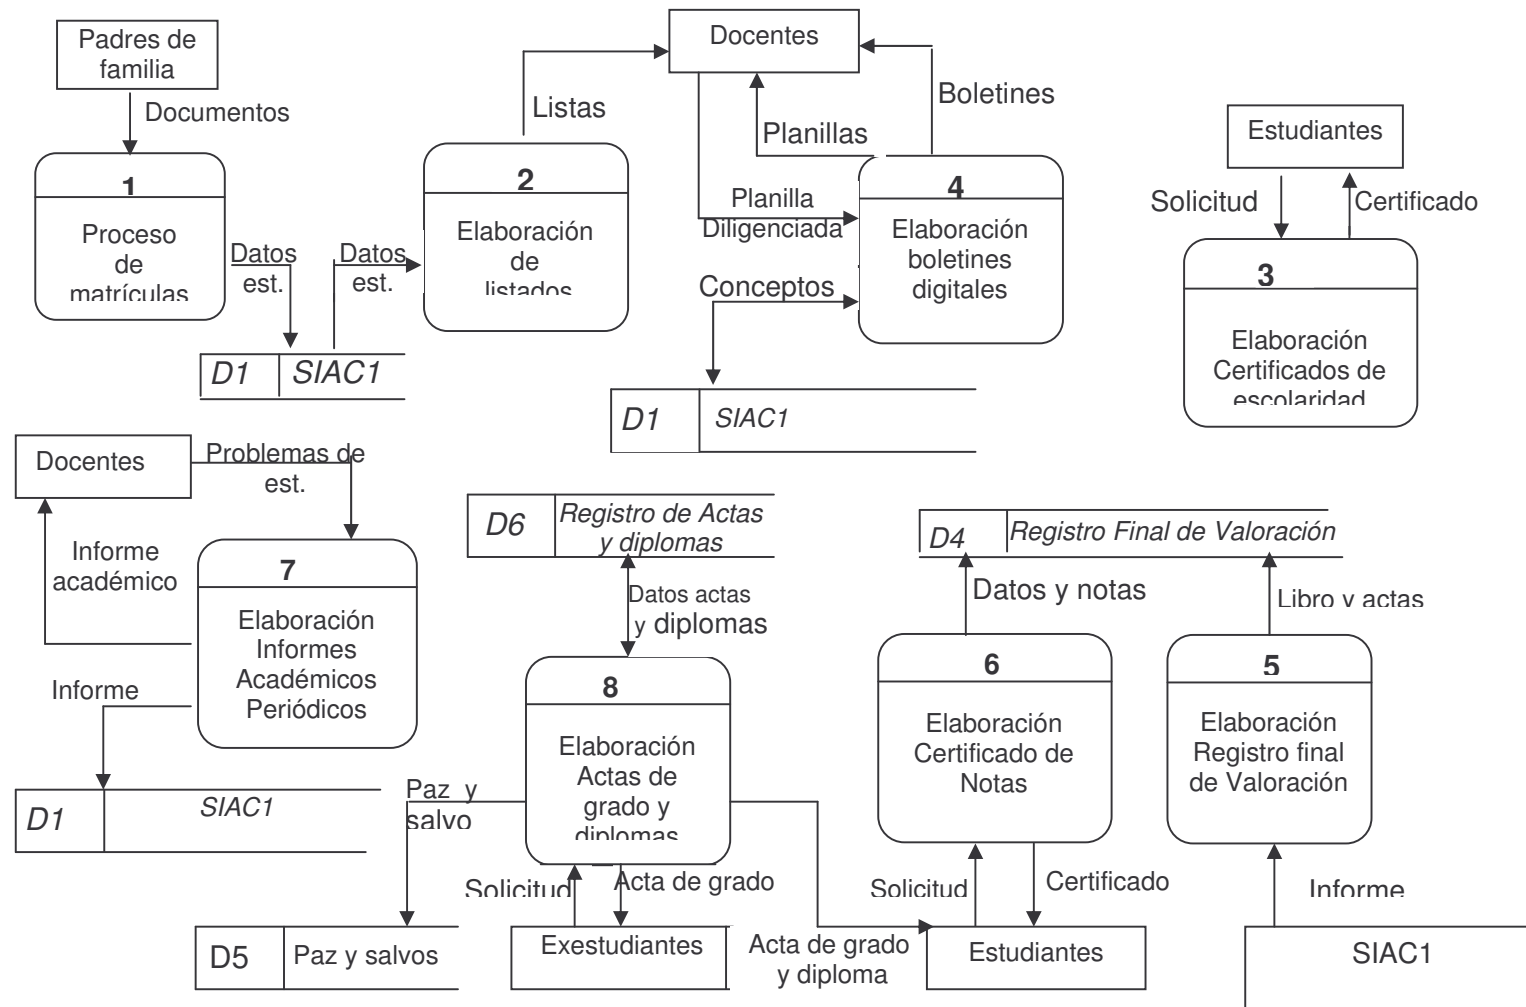 Padres de
familia
Documentos
1
Proceso
de
matrículas
Datos
est.
Datos
est.
D1
SIAC1
2
Elaboración
de
listados
Listas
Docentes
Boletines
Planillas
Planilla
Diligenciada
Conceptos
4
Elaboración
boletines
digitales
D1
SIAC1
Estudiantes
Solicitud
Certificado
3
Elaboración
Certificados de
escolaridad
Docentes
Problemas de
est.
Informe
académico
7
Elaboración
Informes
Académicos
Periódicos
Informe
D1
SIAC1
D6
Registro de Actas
y diplomas
Datos actas
y diplomas
8
Elaboración
Actas de
grado y
diplomas
Paz y
salvo
Solicitud
Acta de grado
D5
Paz y salvos
Exestudiantes
Acta de grado
y diploma
D4
Registro Final de Valoración
Datos y notas
Libro y actas
6
Elaboración
Certificado de
Notas
5
Elaboración
Registro final
de Valoración
Solicitud
Certificado
Informe
Estudiantes
SIAC1